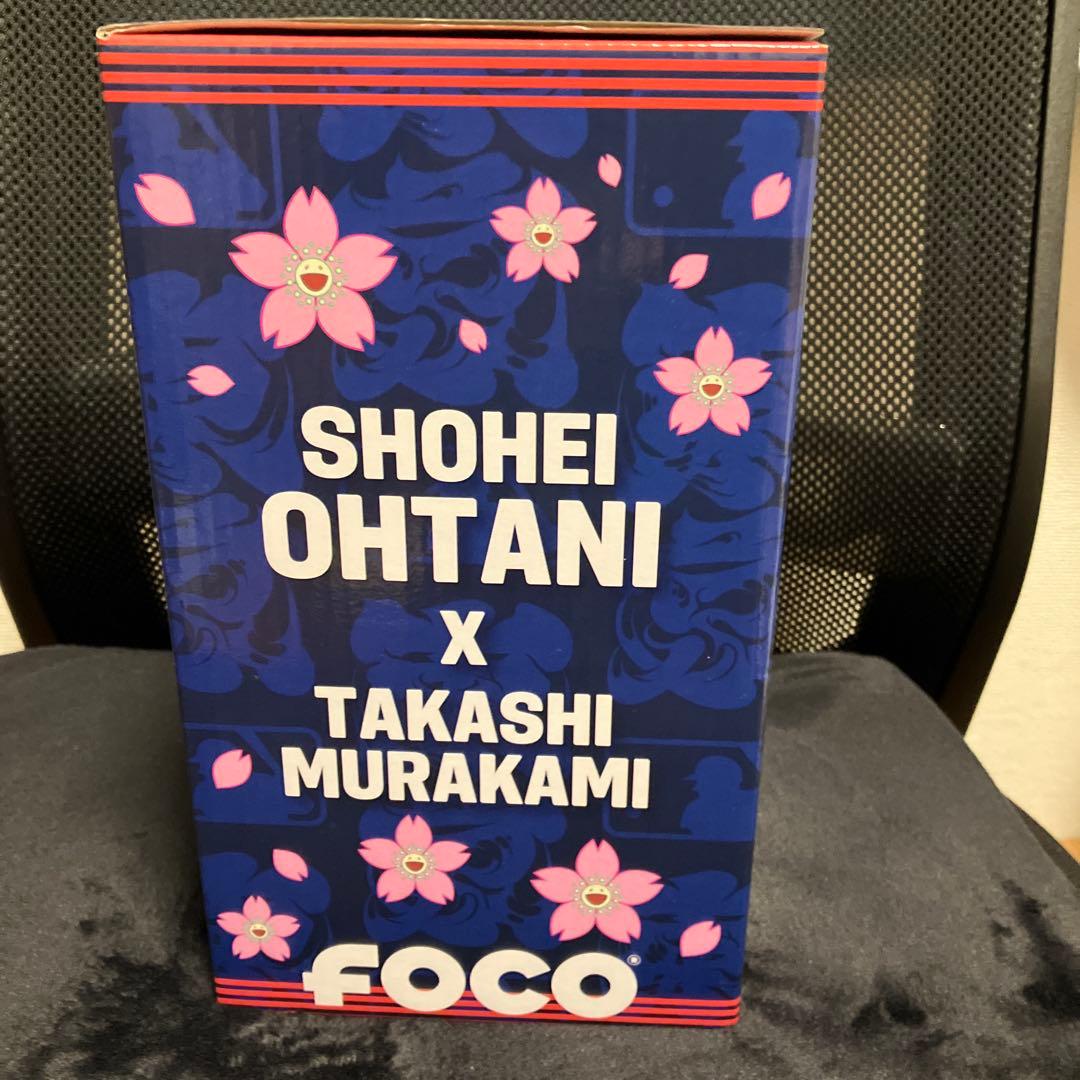 SHOHEI
OHTANI
X
TAKASHI
MURAKAMI
FOCO®